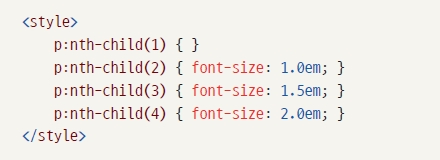 <style>
    p:nth-child(1) { }
    p:nth-child(2) { font-size: 1.0em; }
    p:nth-child(3) { font-size: 1.5em; }
    p:nth-child(4) { font-size: 2.0em; }
</style>